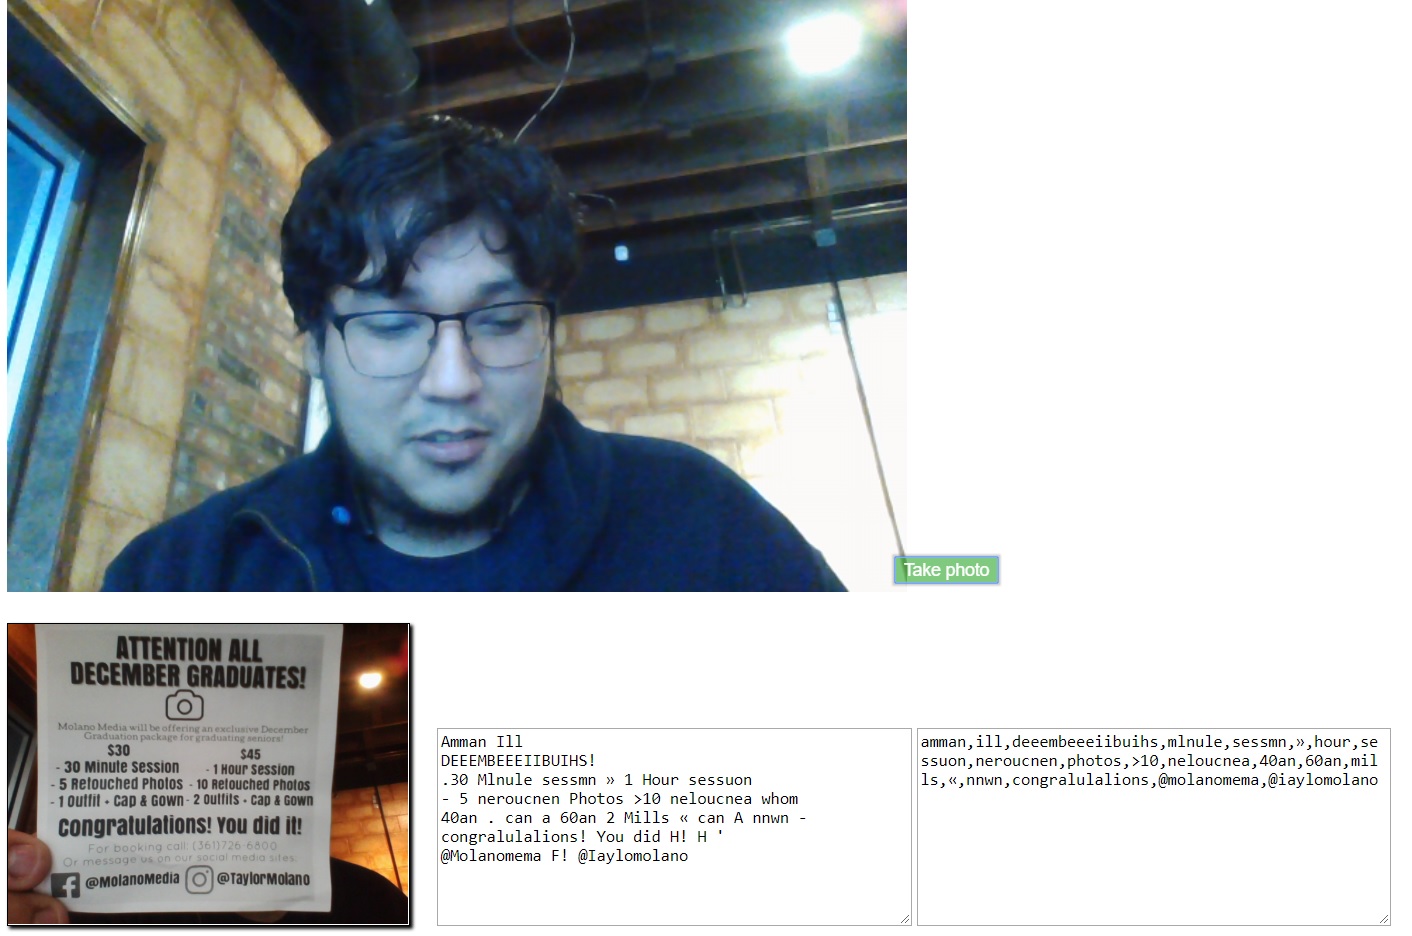 Take photo
ATTENTION ALL
DECEMBER GRADUATES!
Molano Media will be offering an exclusive December
Graduation package for graduating seniors!
$30
- 30 Minute Session
- 5 Retouched Photos
- 1 Outfit + Cap & Gown
$45
- 1 Hour Session
- 10 Retouched Photos
- 2 Outfits + Cap & Gown
Congratulations! You did it!
For booking call: (361)726-6800
Or message us on our social media sites:
@MolanoMedia @TaylorMolano
Amman Ill
DEEEMBEEEIIBUIHS!
.30 Mlnule sessmn » 1 Hour sessuon
- 5 neroucnen Photos >10 neloucnea whom
40an . can a 60an 2 Mills « can A nnwn -
congralulalions! You did H! H '
@Molanomema F! @Iaylomolano
amman,ill,deeembeeeiibuihs,mlnule,sessmn,»,hour,se
ssuon,neroucnen,photos,>10,neloucnea,40an,60an,mil
ls,«,nnwn,congralulalions,@molanomema,@iaylomolano